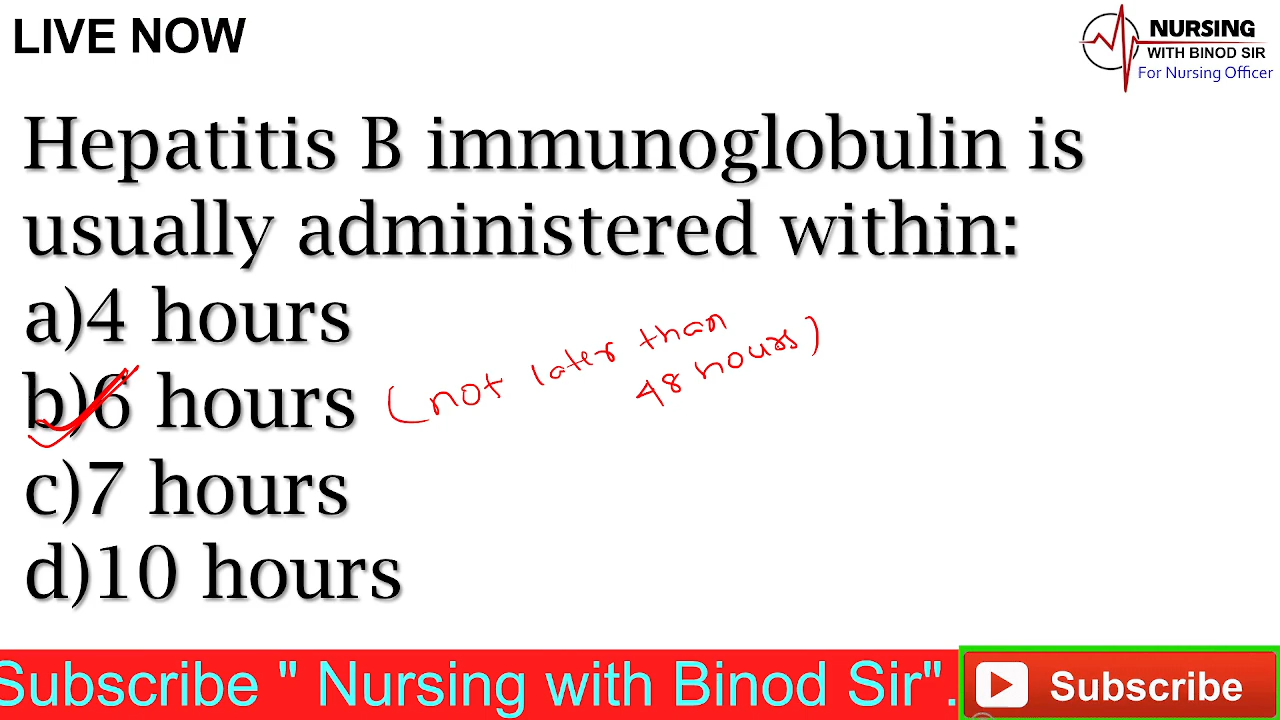 LIVE NOW
NURSING
WITH BINOD SIR
For Nursing Officer
Hepatitis B immunoglobulin is
usually administered within:
a)4 hours
b)6 hours
(not later than
48 hours)
c)7 hours
d)10 hours
Subscribe " Nursing with Binod Sir".
Subscribe